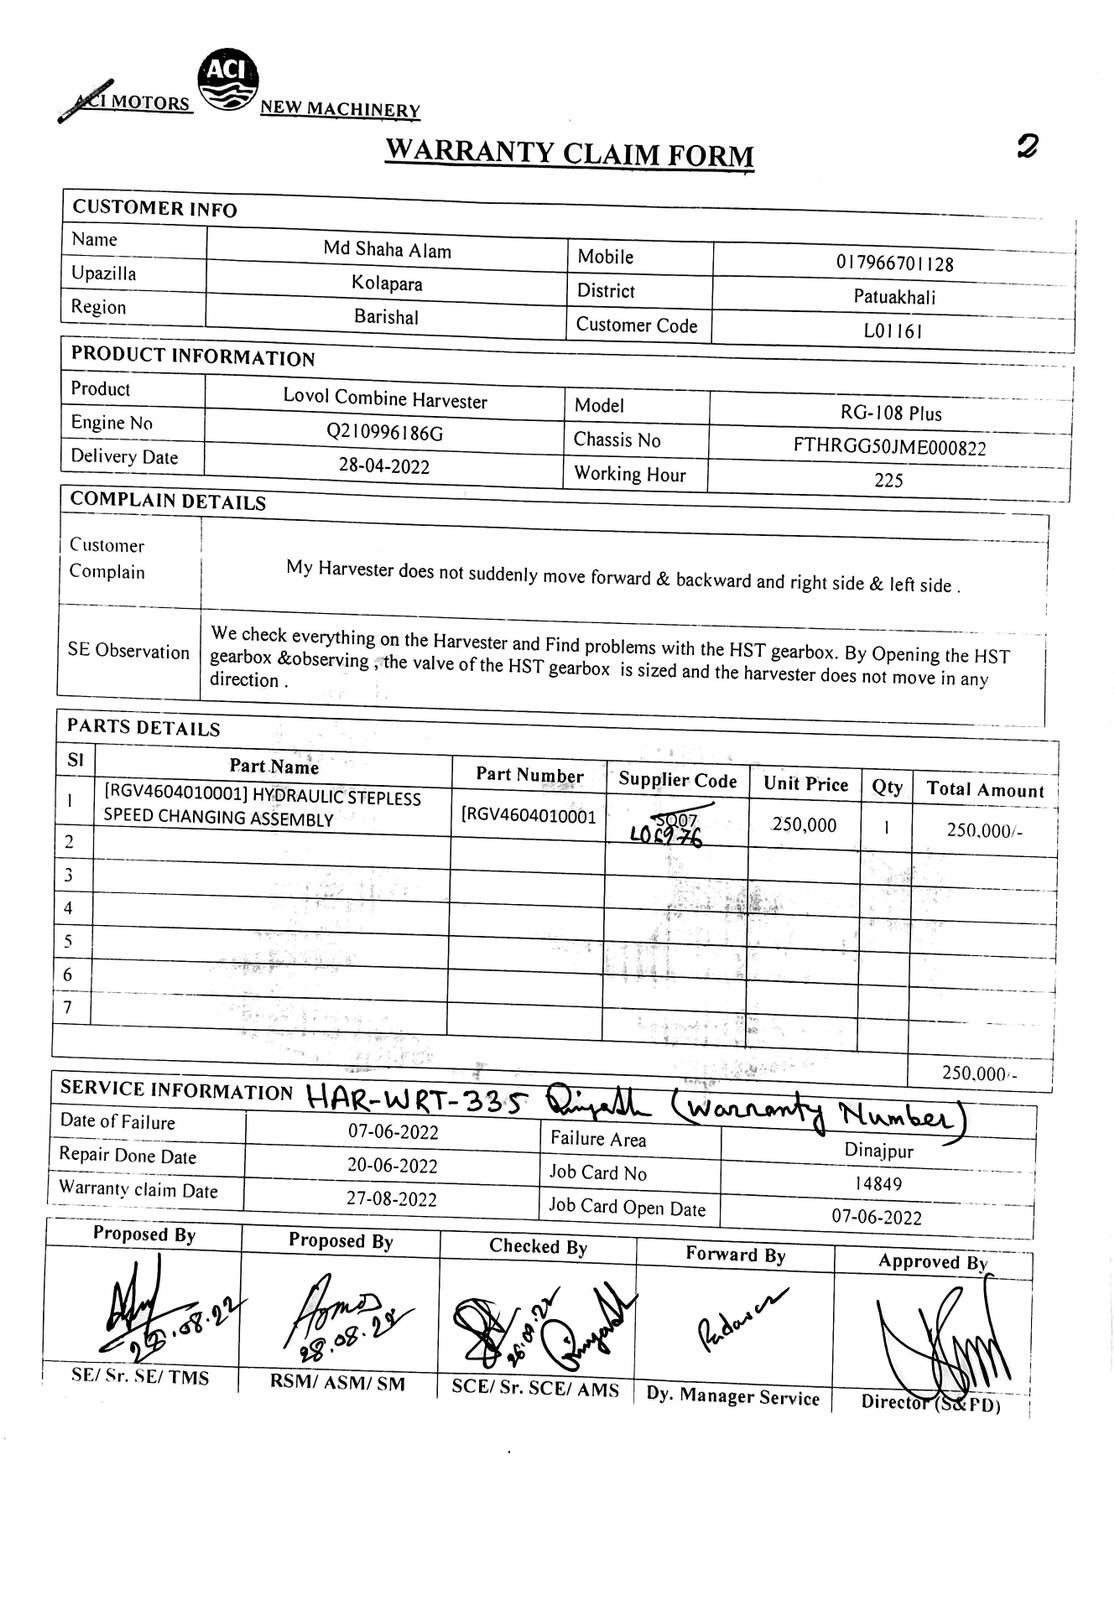 ACI
ACI MOTORS NEW MACHINERY
WARRANTY CLAIM FORM
2
CUSTOMER INFO
Name Md Shaha Alam Mobile 017966701128
Upazilla Kolapara District Patuakhali
Region Barishal Customer Code L01161
PRODUCT INFORMATION
Product Lovol Combine Harvester Model RG-108 Plus
Engine No Q210996186G Chassis No FTHRGG50JME000822
Delivery Date 28-04-2022 Working Hour 225
COMPLAIN DETAILS
Customer
Complain
My Harvester does not suddenly move forward & backward and right side & left side .
SE Observation
We check everything on the Harvester and Find problems with the HST gearbox. By Opening the HST
gearbox &observing , the valve of the HST gearbox is sized and the harvester does not move in any
direction .
PARTS DETAILS
Sl Part Name Part Number Supplier Code Unit Price Qty Total Amount
1 [RGV4604010001] HYDRAULIC STEPLESS
SPEED CHANGING ASSEMBLY [RGV4604010001 SO07 250,000 1 250,000/-
2
3
4
5
6
7
250,000/-
SERVICE INFORMATION HAR-WRT-335 (Warranty Number)
Date of Failure 07-06-2022 Failure Area Dinajpur
Repair Done Date 20-06-2022 Job Card No 14849
Warranty claim Date 27-08-2022 Job Card Open Date 07-06-2022
Proposed By Proposed By Checked By Forward By Approved By
28.08.22 28.08.22
SE/ Sr. SE/ TMS RSM/ ASM/ SM SCE/ Sr. SCE/ AMS Dy. Manager Service Director (S&PD)